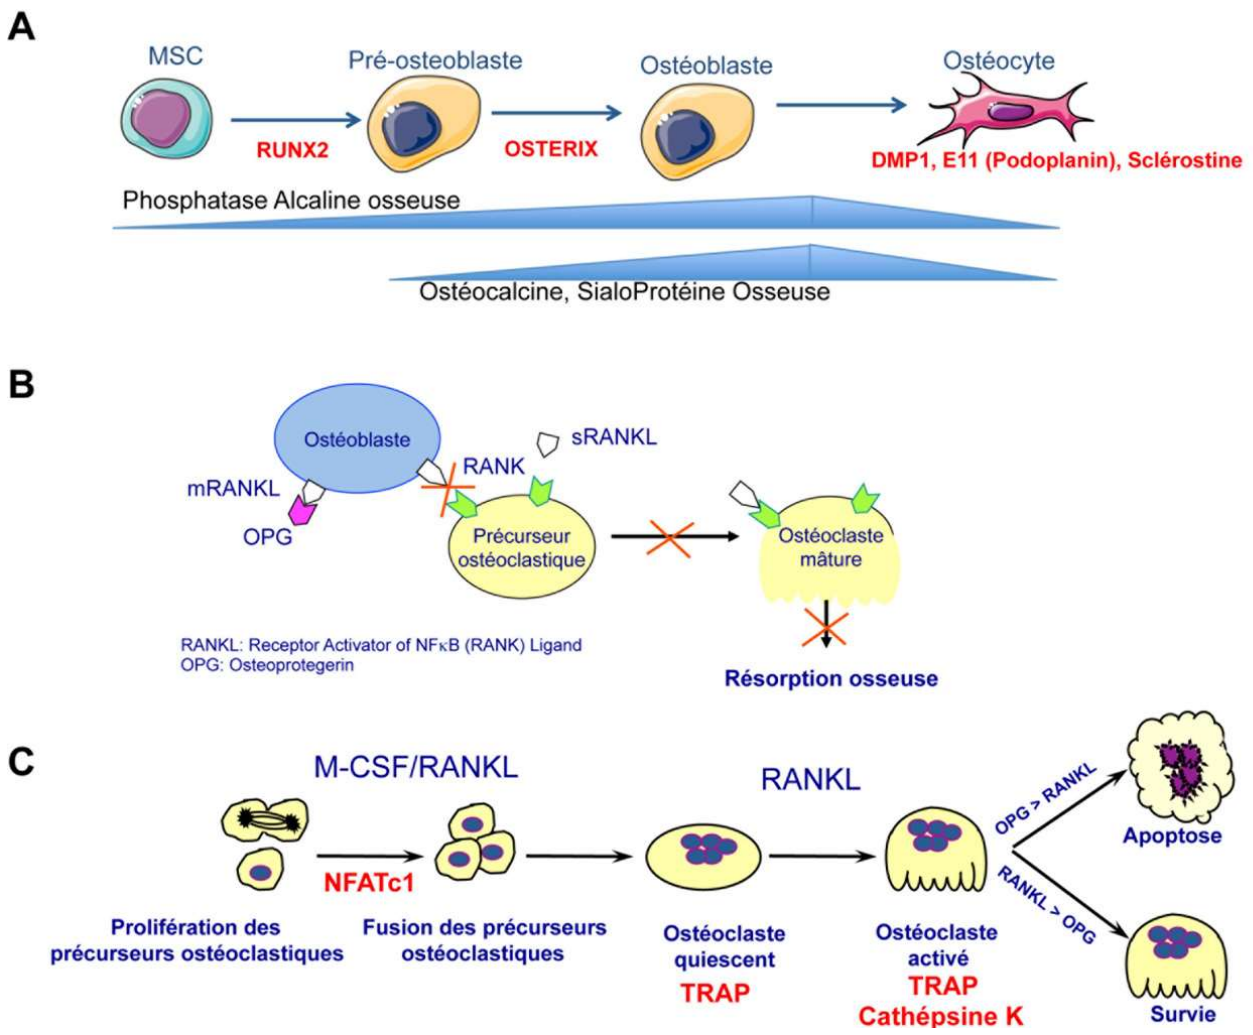 A
MSC
Pré-osteoblaste
Ostéoblaste
Ostéocyte
RUNX2
OSTERIX
DMP1, E11 (Podoplanin), Sclérostine
Phosphatase Alcaline osseuse
Ostéocalcine, SialoProtéine Osseuse
B
Ostéoblaste
sRANKL
RANK
mRANKL
OPG
Précurseur
ostéoclastique
Ostéoclaste
mâture
RANKL: Receptor Activator of NFκB (RANK) Ligand
OPG: Osteoprotegerin
Résorption osseuse
C
M-CSF/RANKL
RANKL
OPG > RANKL
Apoptose
NFATc1
RANKL > OPG
Prolifération des
précurseurs ostéoclastiques
Fusion des précurseurs
ostéoclastiques
Ostéoclaste
quiescent
TRAP
Ostéoclaste
activé
TRAP
Cathépsine K
Survie